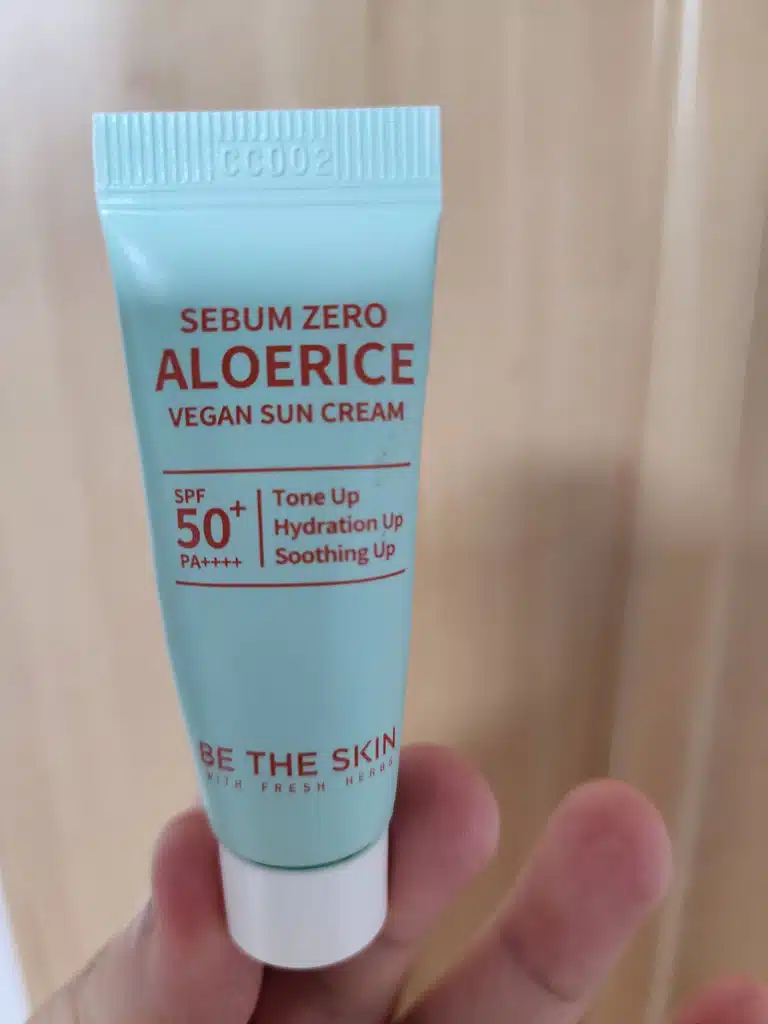 CC002
SEBUM ZERO
ALOERICE
VEGAN SUN CREAM
SPF
50+
PA++++
Tone Up
Hydration Up
Soothing Up
BE THE SKIN
WITH FRESH HERBS